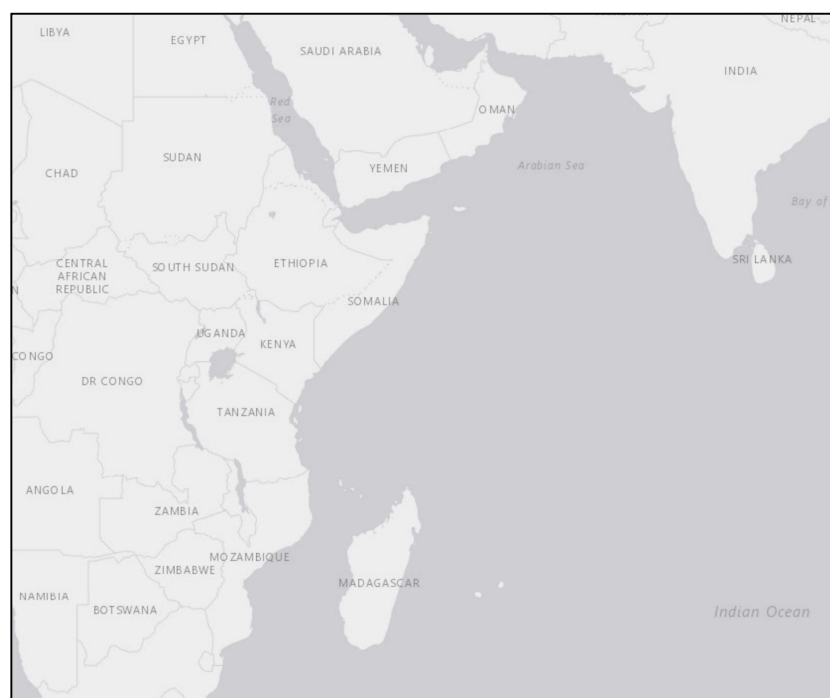 NEPAL
LIBYA
EGYPT
SAUDI ARABIA
INDIA
Red
Sea
OMAN
SUDAN
YEMEN
Arabian Sea
CHAD
Bay of
CENTRAL
AFRICAN
REPUBLIC
SOUTH SUDAN
ETHIOPIA
SRI LANKA
N
SOMALIA
UGANDA
KENYA
CONGO
DR CONGO
TANZANIA
ANGOLA
ZAMBIA
MOZAMBIQUE
ZIMBABWE
MADAGASCAR
NAMIBIA
BOTSWANA
Indian Ocean